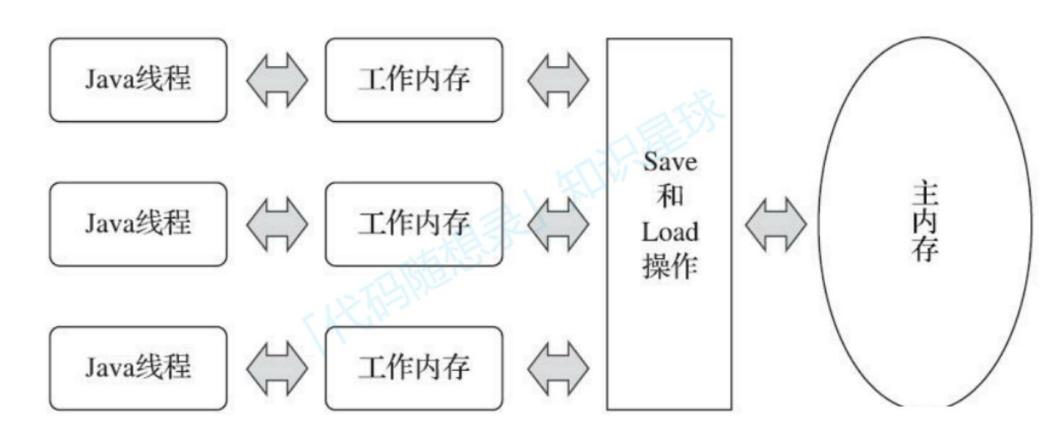 Java线程
工作内存
Java线程
工作内存
Java线程
工作内存
Save
和
Load
操作
主
内
存
「代码随想录」知识星球